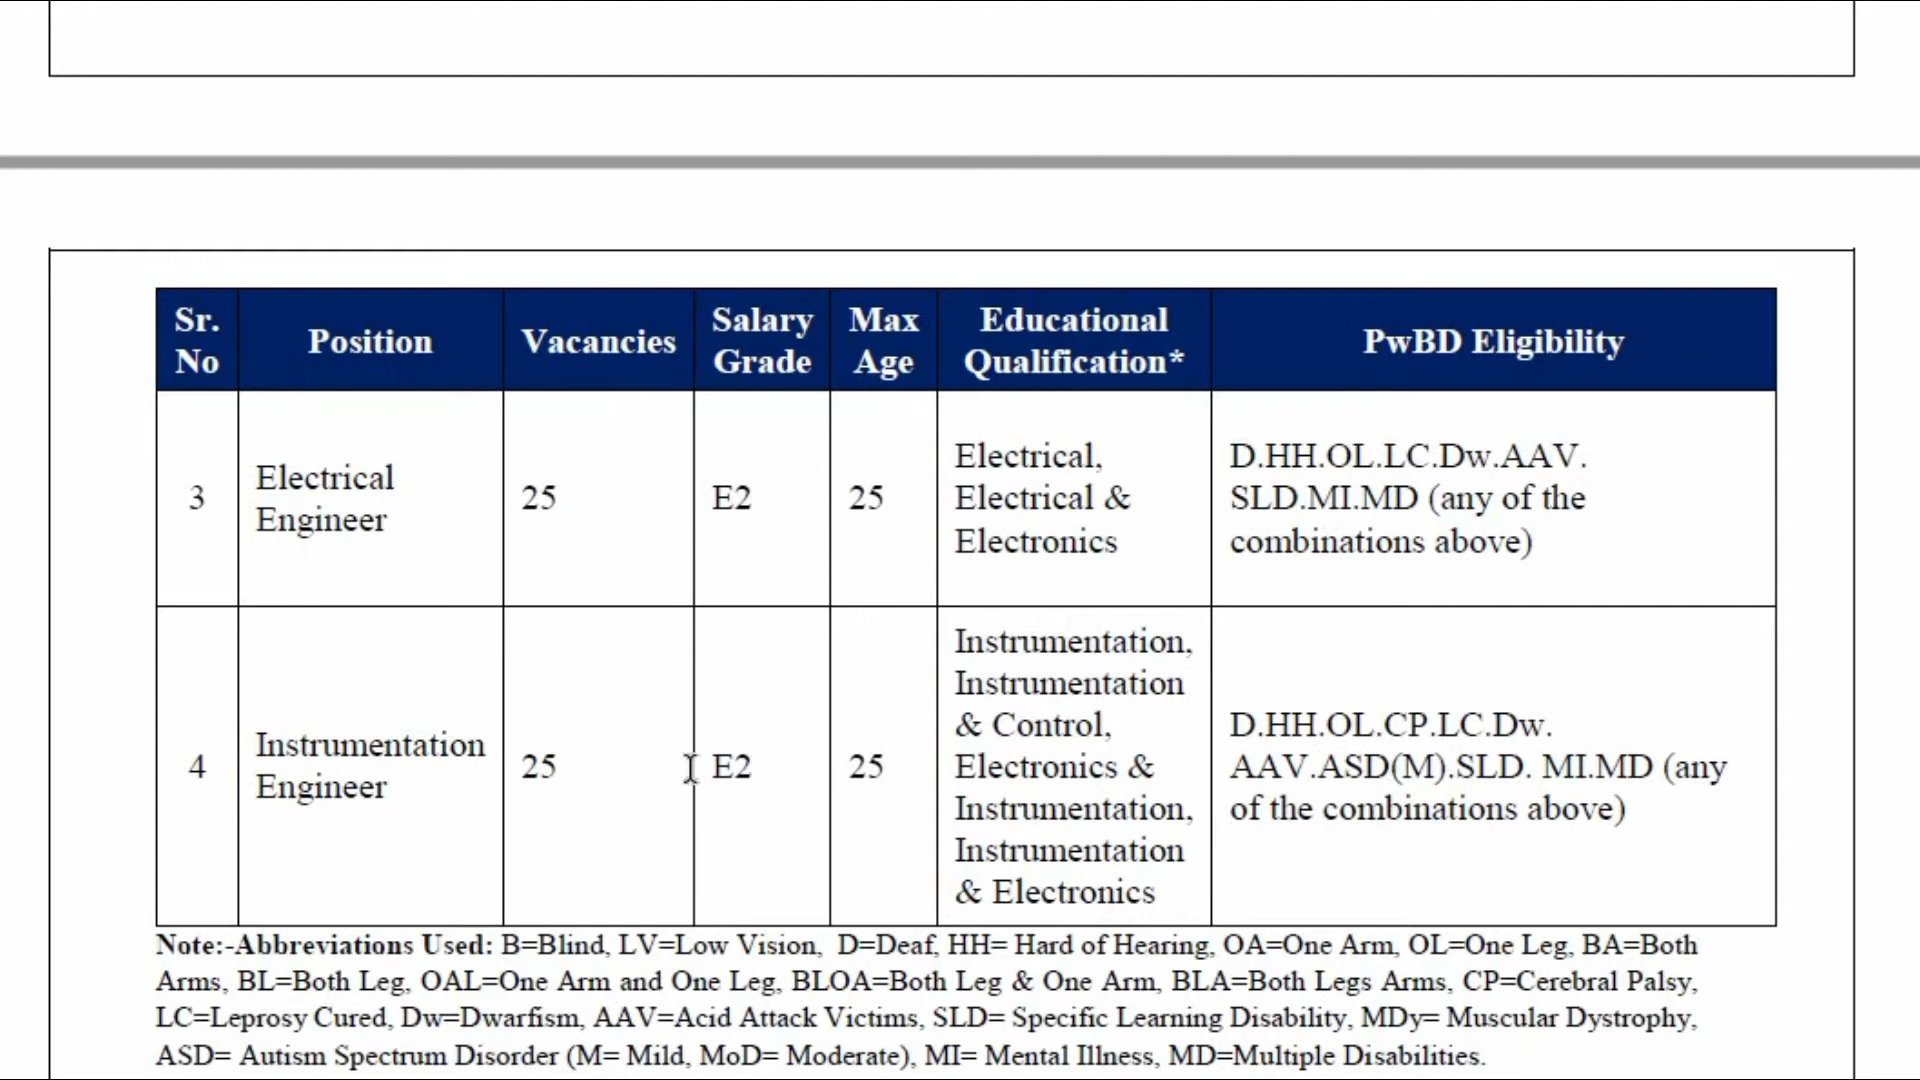 Sr. No
Position
Vacancies
Salary Grade
Max Age
Educational Qualification*
PwBD Eligibility
3
Electrical
Engineer
25
E2
25
Electrical,
Electrical &
Electronics
D.HH.OL.LC.Dw.AAV.
SLD.MI.MD (any of the
combinations above)
4
Instrumentation
Engineer
25
E2
25
Instrumentation,
Instrumentation
& Control,
Electronics &
Instrumentation,
Instrumentation
& Electronics
D.HH.OL.CP.LC.Dw.
AAV.ASD(M).SLD. MI.MD (any
of the combinations above)
Note:-Abbreviations Used: B=Blind, LV=Low Vision, D=Deaf, HH= Hard of Hearing, OA=One Arm, OL=One Leg, BA=Both
Arms, BL=Both Leg, OAL=One Arm and One Leg, BLOA=Both Leg & One Arm, BLA=Both Legs Arms, CP=Cerebral Palsy,
LC=Leprosy Cured, Dw=Dwarfism, AAV=Acid Attack Victims, SLD= Specific Learning Disability, MDy= Muscular Dystrophy,
ASD= Autism Spectrum Disorder (M= Mild, MoD= Moderate), MI= Mental Illness, MD=Multiple Disabilities.